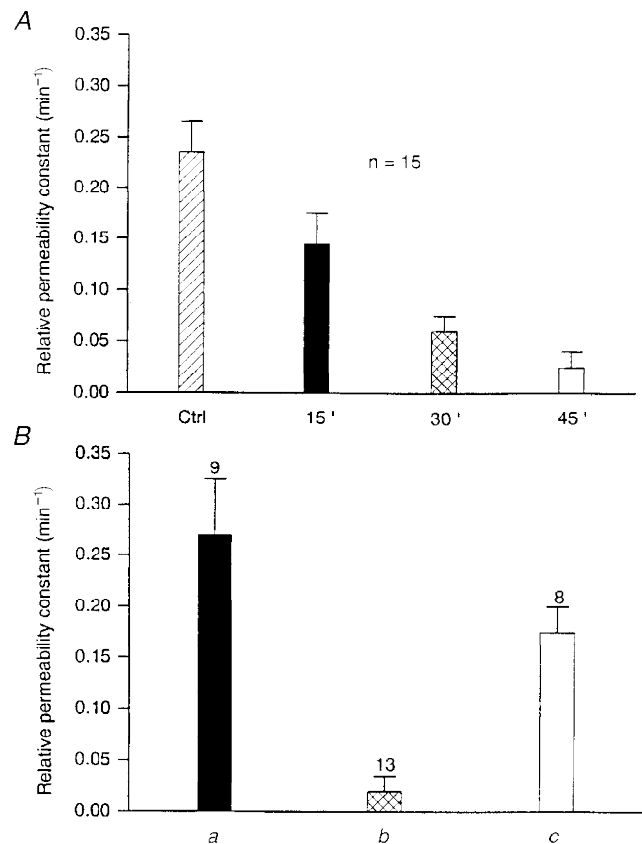 A
Relative permeability constant (min⁻¹)
0.35
0.30
0.25
0.20
0.15
0.10
0.05
0.00
n = 15
Ctrl 15 ' 30 ' 45 '
B
Relative permeability constant (min⁻¹)
0.35
0.30
0.25
0.20
0.15
0.10
0.05
0.00
9
13
8
a b c